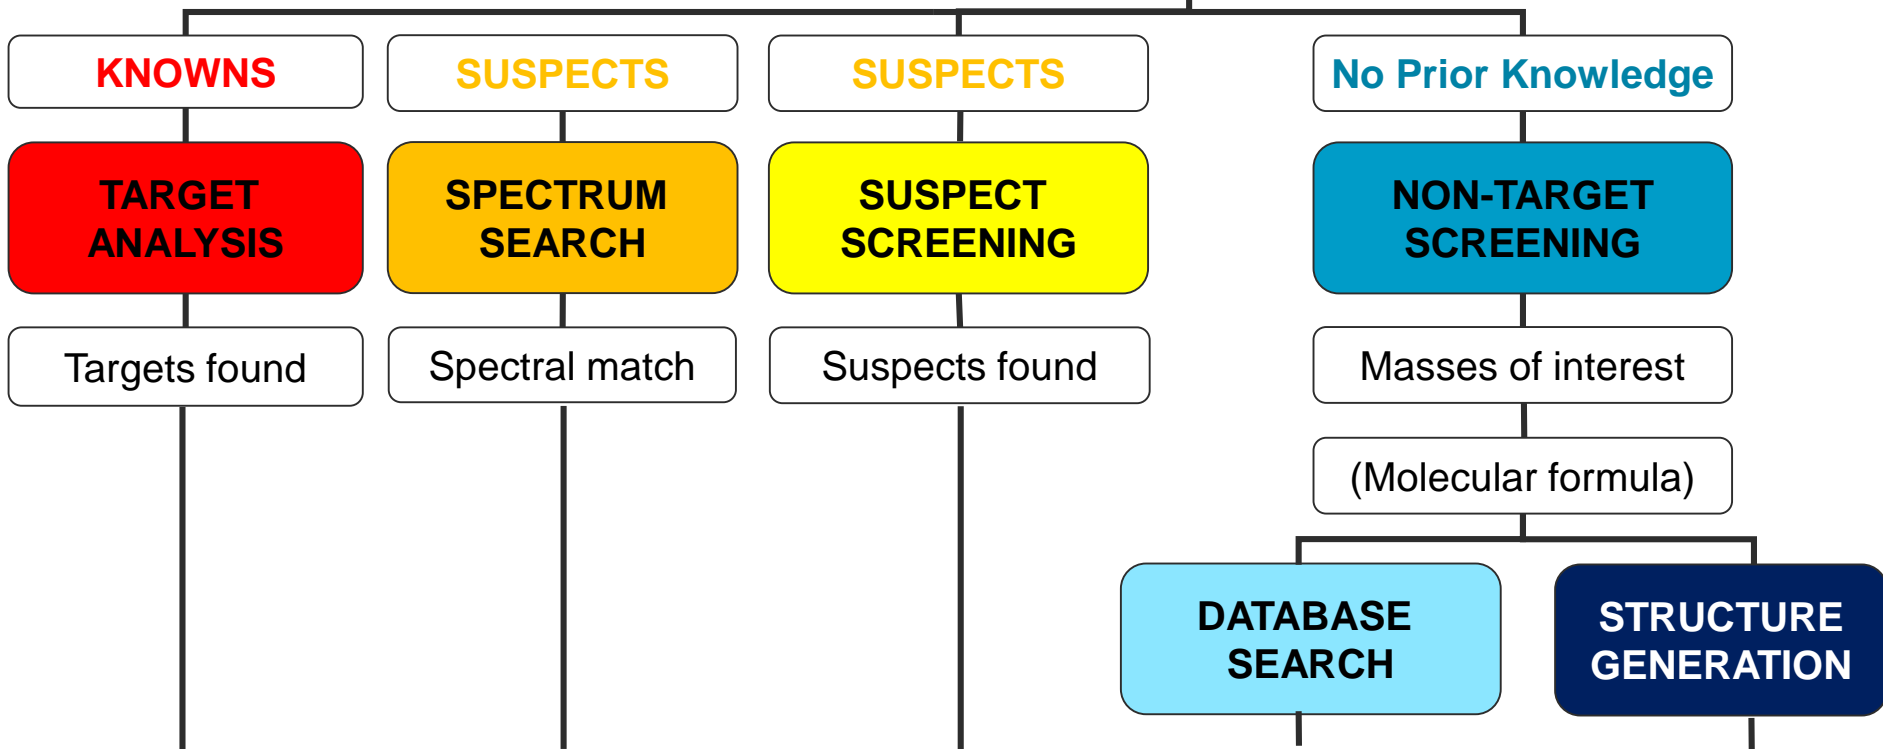 KNOWNS
SUSPECTS
SUSPECTS
No Prior Knowledge
TARGET
ANALYSIS
SPECTRUM
SEARCH
SUSPECT
SCREENING
NON-TARGET
SCREENING
Targets found
Spectral match
Suspects found
Masses of interest
(Molecular formula)
DATABASE
SEARCH
STRUCTURE
GENERATION